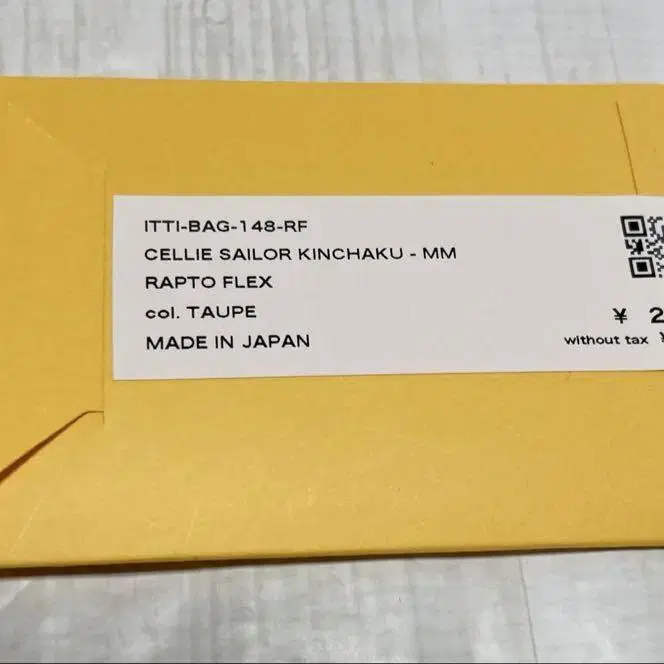 ITTI-BAG-148-RF
CELLIE SAILOR KINCHAKU - MM
RAPTO FLEX
col. TAUPE
MADE IN JAPAN
¥ 2
without tax ¥